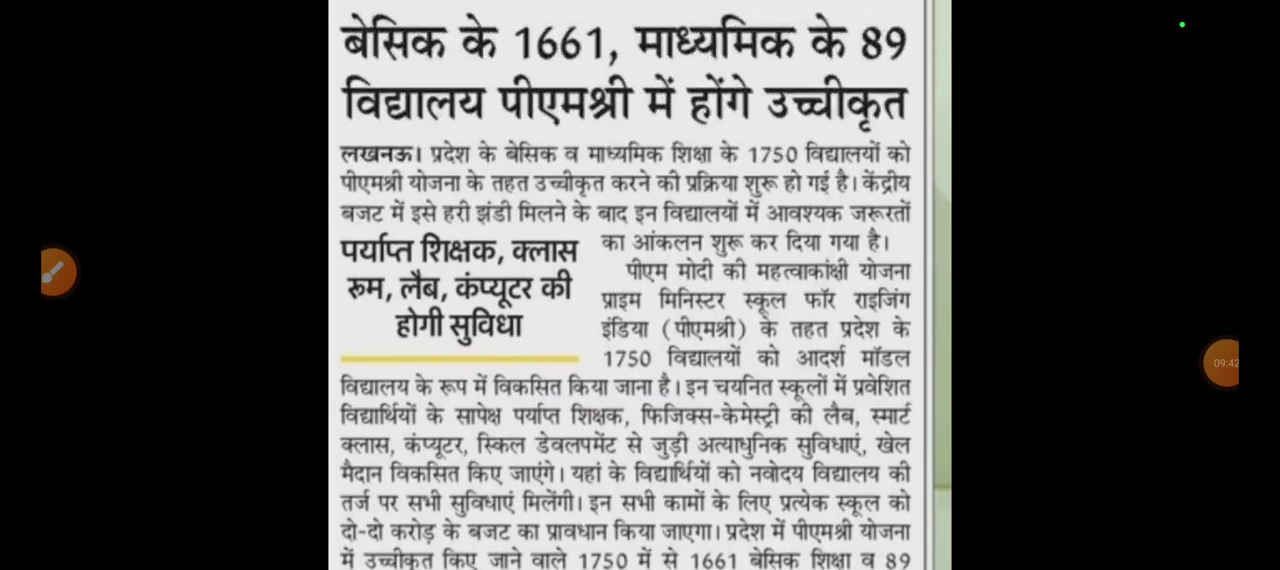 बेसिक के 1661, माध्यमिक के 89
विद्यालय पीएमश्री में होंगे उच्चीकृत
लखनऊ। प्रदेश के बेसिक व माध्यमिक शिक्षा के 1750 विद्यालयों को
पीएमश्री योजना के तहत उच्चीकृत करने की प्रक्रिया शुरू हो गई है। केंद्रीय
बजट में इसे हरी झंडी मिलने के बाद इन विद्यालयों में आवश्यक जरूरतों
का आंकलन शुरू कर दिया गया है।
पर्याप्त शिक्षक, क्लास
रूम, लैब, कंप्यूटर की
होगी सुविधा
पीएम मोदी की महत्वाकांक्षी योजना
प्राइम मिनिस्टर स्कूल फॉर राइजिंग
इंडिया (पीएमश्री) के तहत प्रदेश के
1750 विद्यालयों को आदर्श मॉडल
विद्यालय के रूप में विकसित किया जाना है। इन चयनित स्कूलों में प्रवेशित
विद्यार्थियों के सापेक्ष पर्याप्त शिक्षक, फिजिक्स-केमेस्ट्री की लैब, स्मार्ट
क्लास, कंप्यूटर, स्किल डेवलपमेंट से जुड़ी अत्याधुनिक सुविधाएं, खेल
मैदान विकसित किए जाएंगे। यहां के विद्यार्थियों को नवोदय विद्यालय की
तर्ज पर सभी सुविधाएं मिलेंगी। इन सभी कामों के लिए प्रत्येक स्कूल को
दो-दो करोड़ के बजट का प्रावधान किया जाएगा। प्रदेश में पीएमश्री योजना
में उच्चीकृत किए जाने वाले 1750 में से 1661 बेसिक शिक्षा व 89
09:42